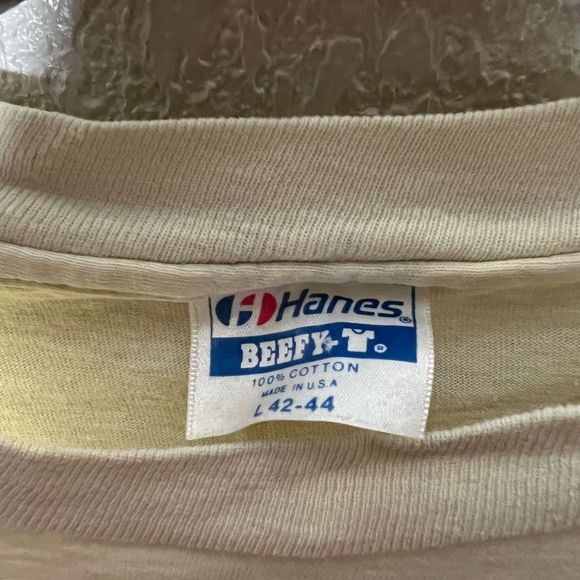 Hanes®
BEEFY-T®
100% COTTON
MADE IN U.S.A
L 42-44